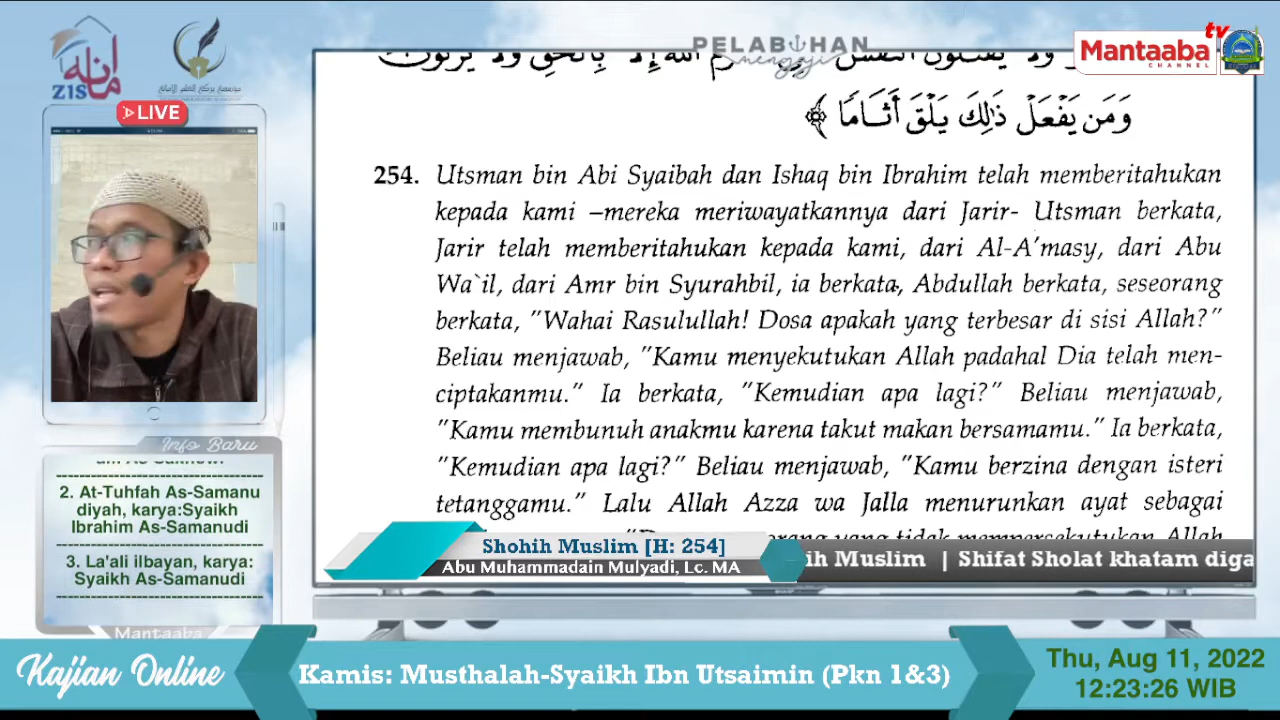 مانه
ZIS
LIVE
PELABUHAN
mengaji
Mantaaba tv
CHANNEL
وَمَن يَفْعَلْ ذَٰلِكَ يَلْقَ أَثَامًا ﴾
254. Utsman bin Abi Syaibah dan Ishaq bin Ibrahim telah memberitahukan
kepada kami –mereka meriwayatkannya dari Jarir- Utsman berkata,
Jarir telah memberitahukan kepada kami, dari Al-A'masy, dari Abu
Wa`il, dari Amr bin Syurahbil, ia berkata, Abdullah berkata, seseorang
berkata, "Wahai Rasulullah! Dosa apakah yang terbesar di sisi Allah?"
Beliau menjawab, "Kamu menyekutukan Allah padahal Dia telah men-
ciptakanmu." Ia berkata, "Kemudian apa lagi?" Beliau menjawab,
"Kamu membunuh anakmu karena takut makan bersamamu." Ia berkata,
"Kemudian apa lagi?" Beliau menjawab, "Kamu berzina dengan isteri
tetanggamu." Lalu Allah Azza wa Jalla menurunkan ayat sebagai
orang yang tidak mempersekutukan Allah
Info Baru
2. At-Tuhfah As-Samanu
diyah, karya:Syaikh
Ibrahim As-Samanudi
3. La'ali ilbayan, karya:
Syaikh As-Samanudi
Mantaaba
Shohih Muslim [H: 254]
Abu Muhammadain Mulyadi, Lc. MA
ih Muslim | Shifat Sholat khatam diga
Kajian Online
Kamis: Musthalah-Syaikh Ibn Utsaimin (Pkn 1&3)
Thu, Aug 11, 2022
12:23:26 WIB